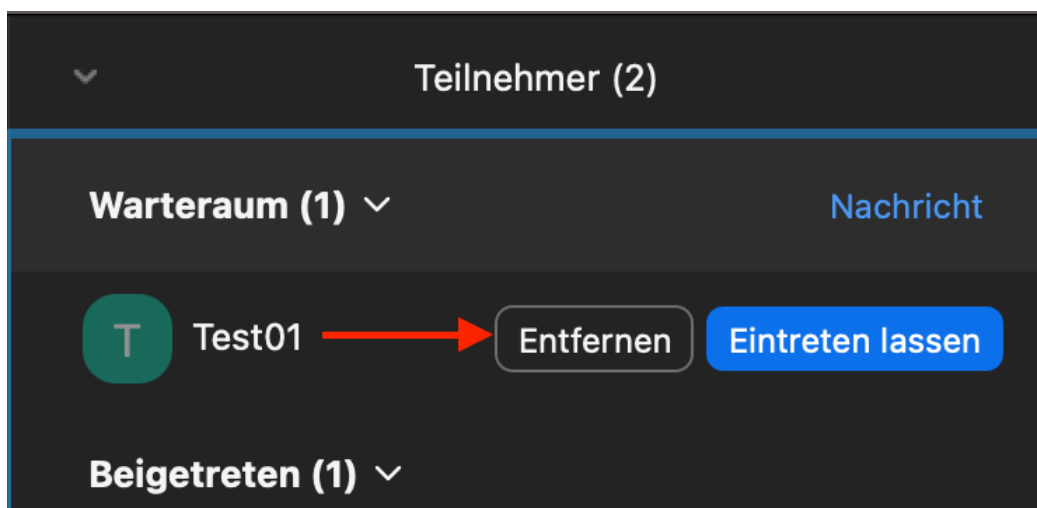 Teilnehmer (2)
Warteraum (1) Nachricht
T Test01 Entfernen Eintreten lassen
Beigetreten (1)